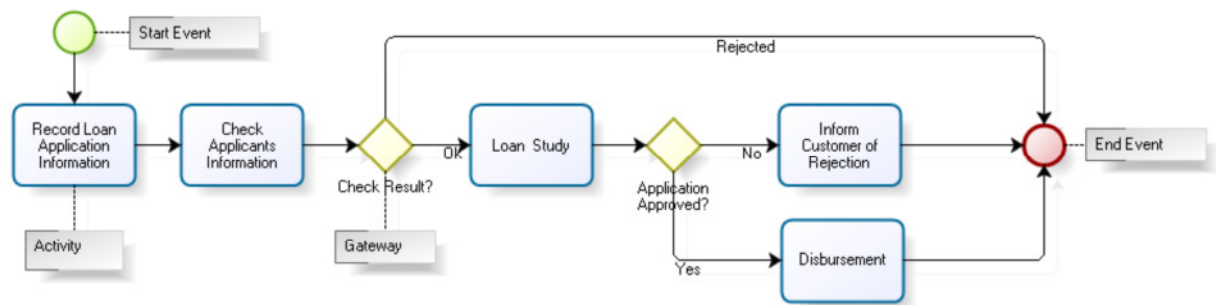 Start Event
Rejected
Record Loan
Application
Information
Check
Applicants
Information
OK
Check Result?
Loan Study
No
Application
Approved?
Inform
Customer of
Rejection
End Event
Activity
Gateway
Yes
Disbursement